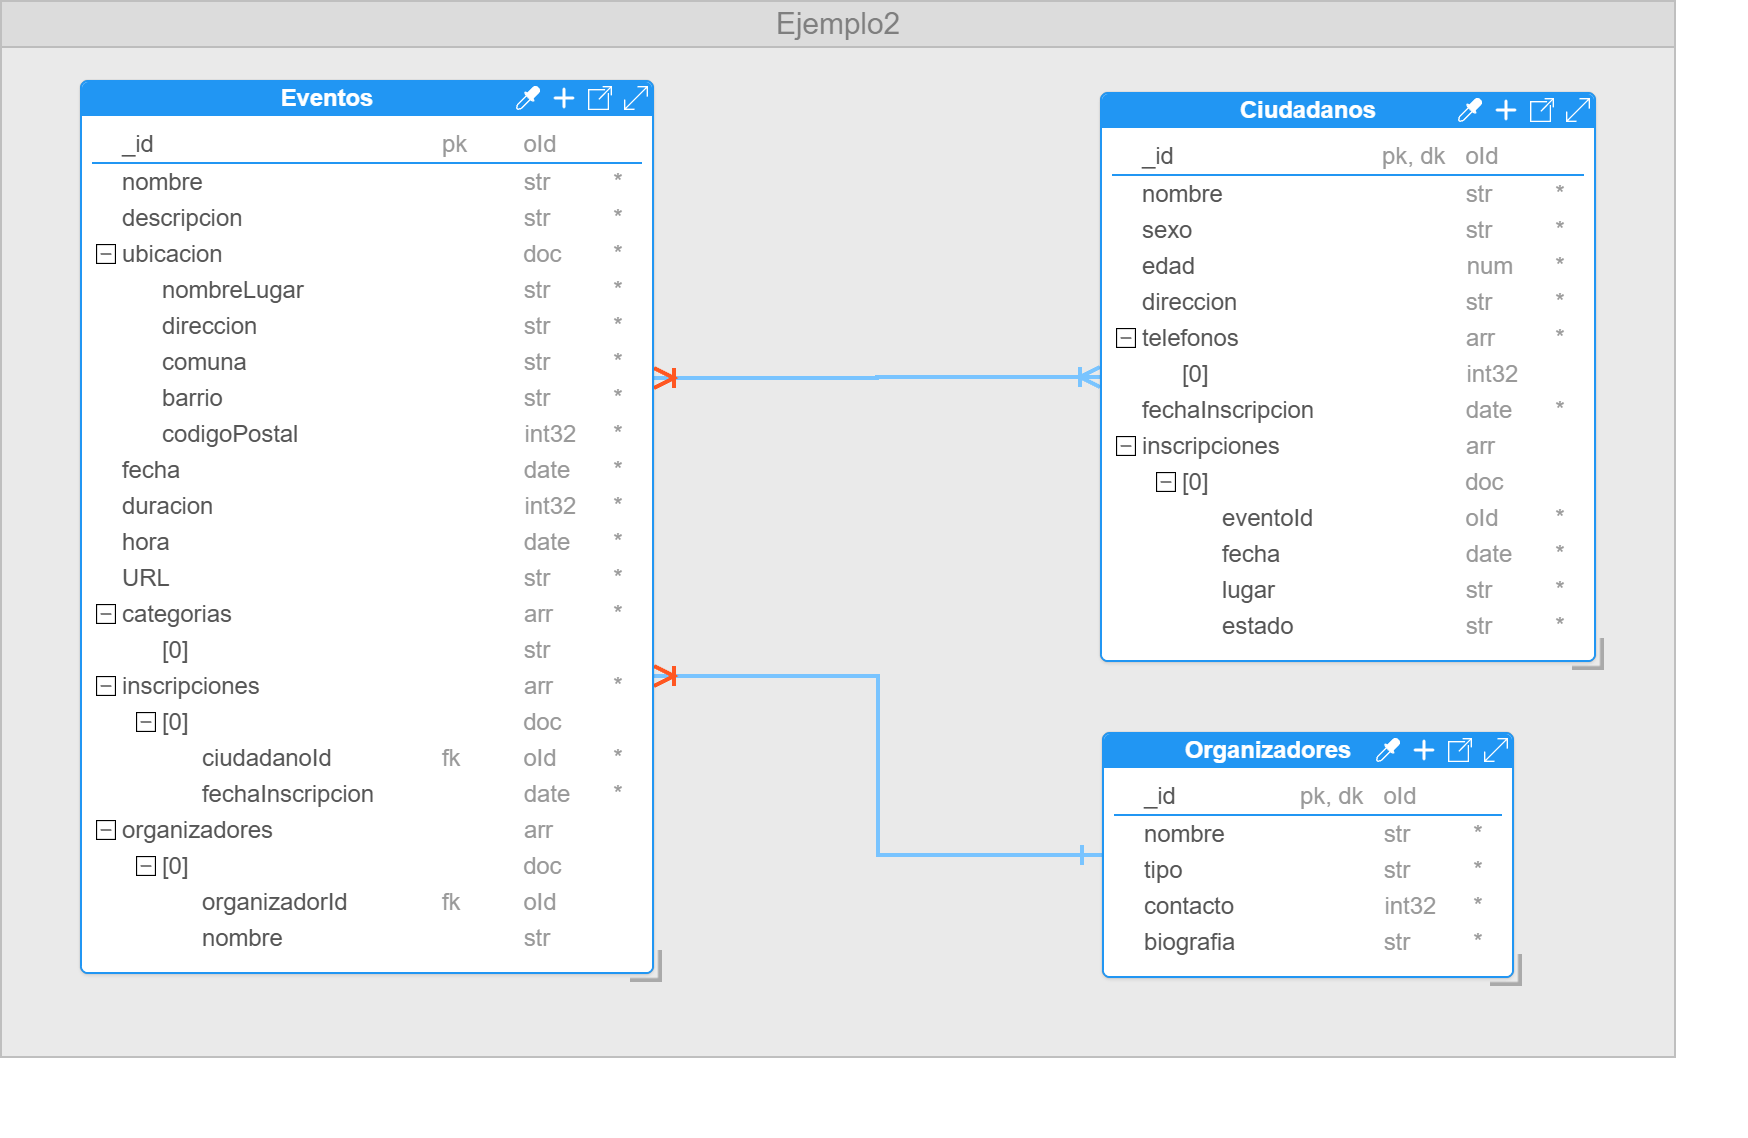 Ejemplo2
Eventos
_id pk oId
nombre str *
descripcion str *
ubicacion doc *
nombreLugar str *
direccion str *
comuna str *
barrio str *
codigoPostal int32 *
fecha date *
duracion int32 *
hora date *
URL str *
categorias arr *
[0] str
inscripciones arr *
[0] doc
ciudadanoId fk oId *
fechaInscripcion date *
organizadores arr
[0] doc
organizadorId fk oId
nombre str
Ciudadanos
_id pk, dk oId
nombre str *
sexo str *
edad num *
direccion str *
telefonos arr *
[0] int32
fechaInscripcion date *
inscripciones arr
[0] doc
eventoId oId *
fecha date *
lugar str *
estado str *
Organizadores
_id pk, dk oId
nombre str *
tipo str *
contacto int32 *
biografia str *